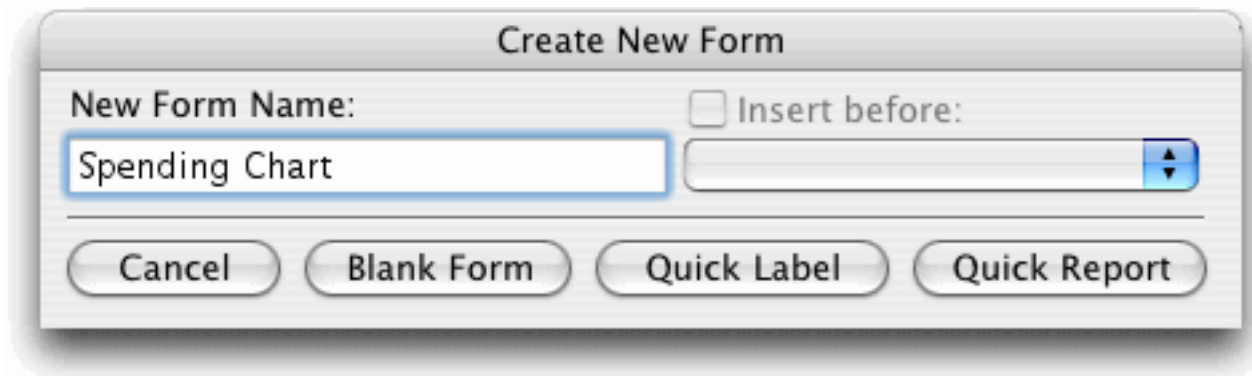 Create New Form
New Form Name:
Insert before:
Spending Chart
Cancel
Blank Form
Quick Label
Quick Report